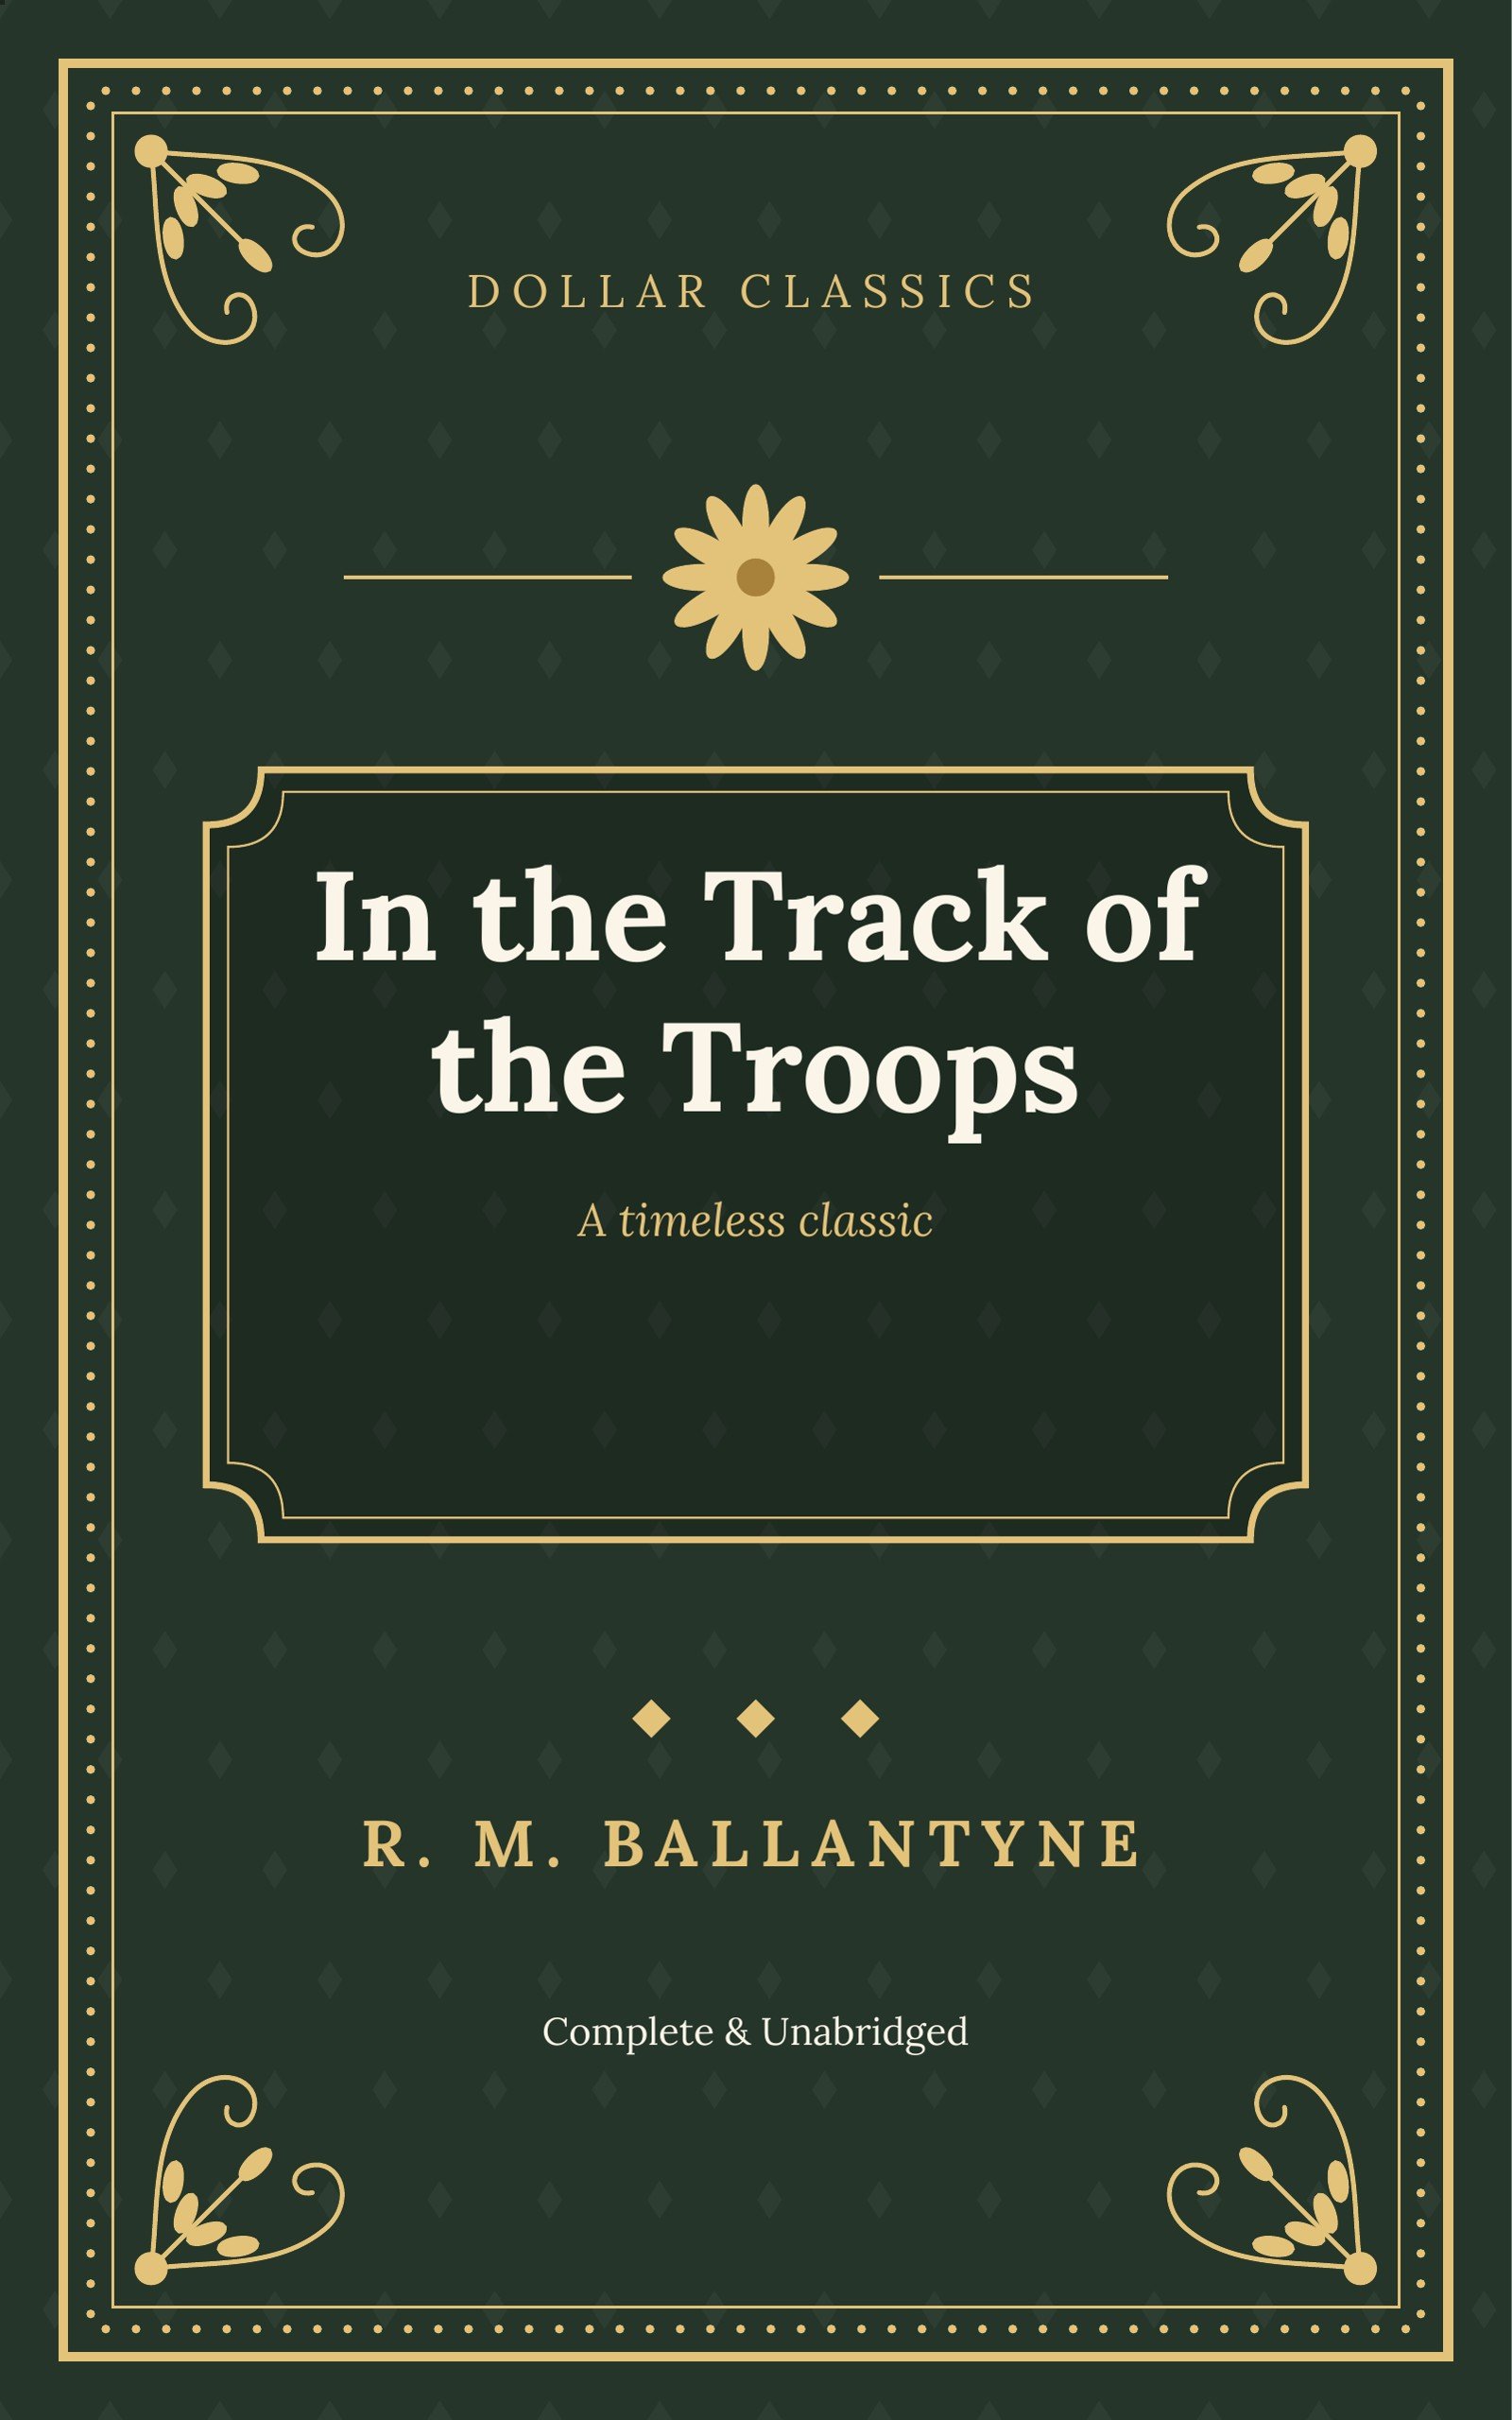 DOLLAR CLASSICS
In the Track of
the Troops
A timeless classic
R. M. BALLANTYNE
Complete & Unabridged